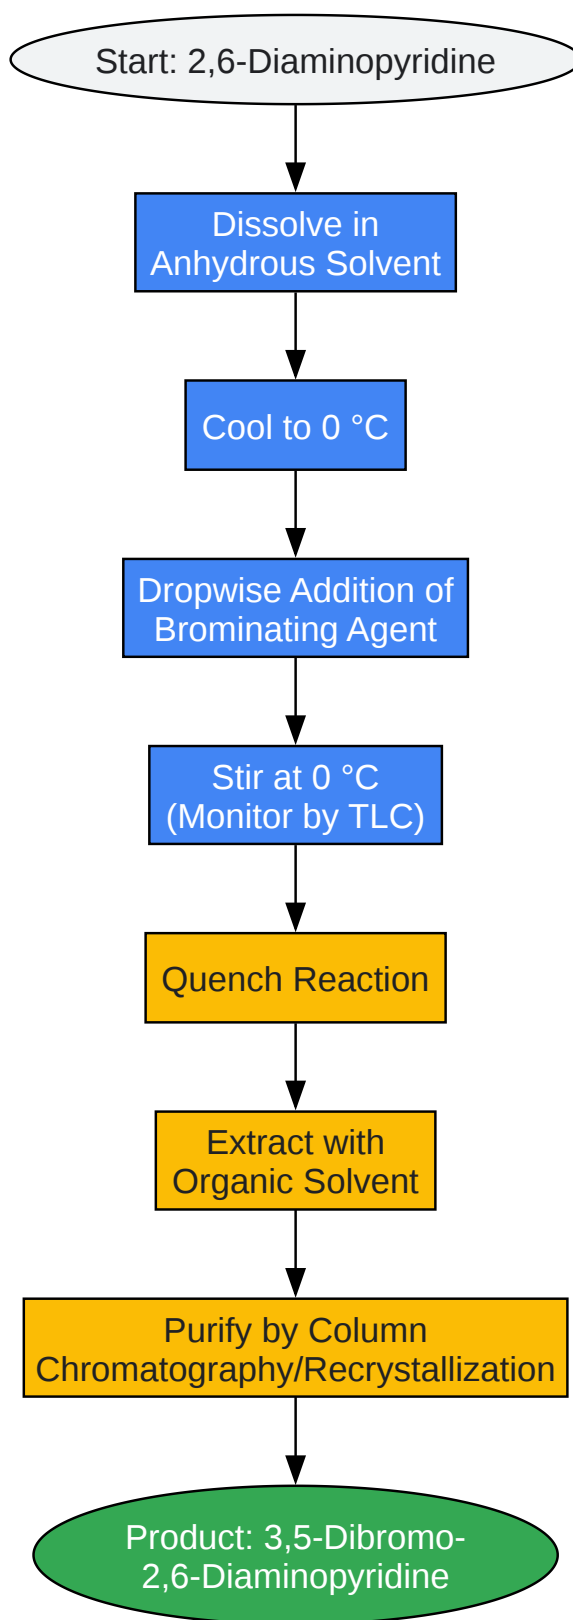 Start: 2,6-Diaminopyridine
Dissolve in
Anhydrous Solvent
Cool to 0 °C
Dropwise Addition of
Brominating Agent
Stir at 0 °C
(Monitor by TLC)
Quench Reaction
Extract with
Organic Solvent
Purify by Column
Chromatography/Recrystallization
Product: 3,5-Dibromo-
2,6-Diaminopyridine